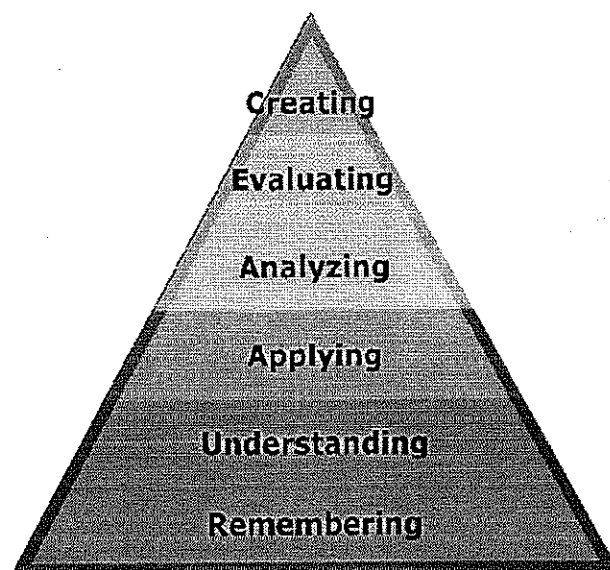 Creating
Evaluating
Analyzing
Applying
Understanding
Remembering